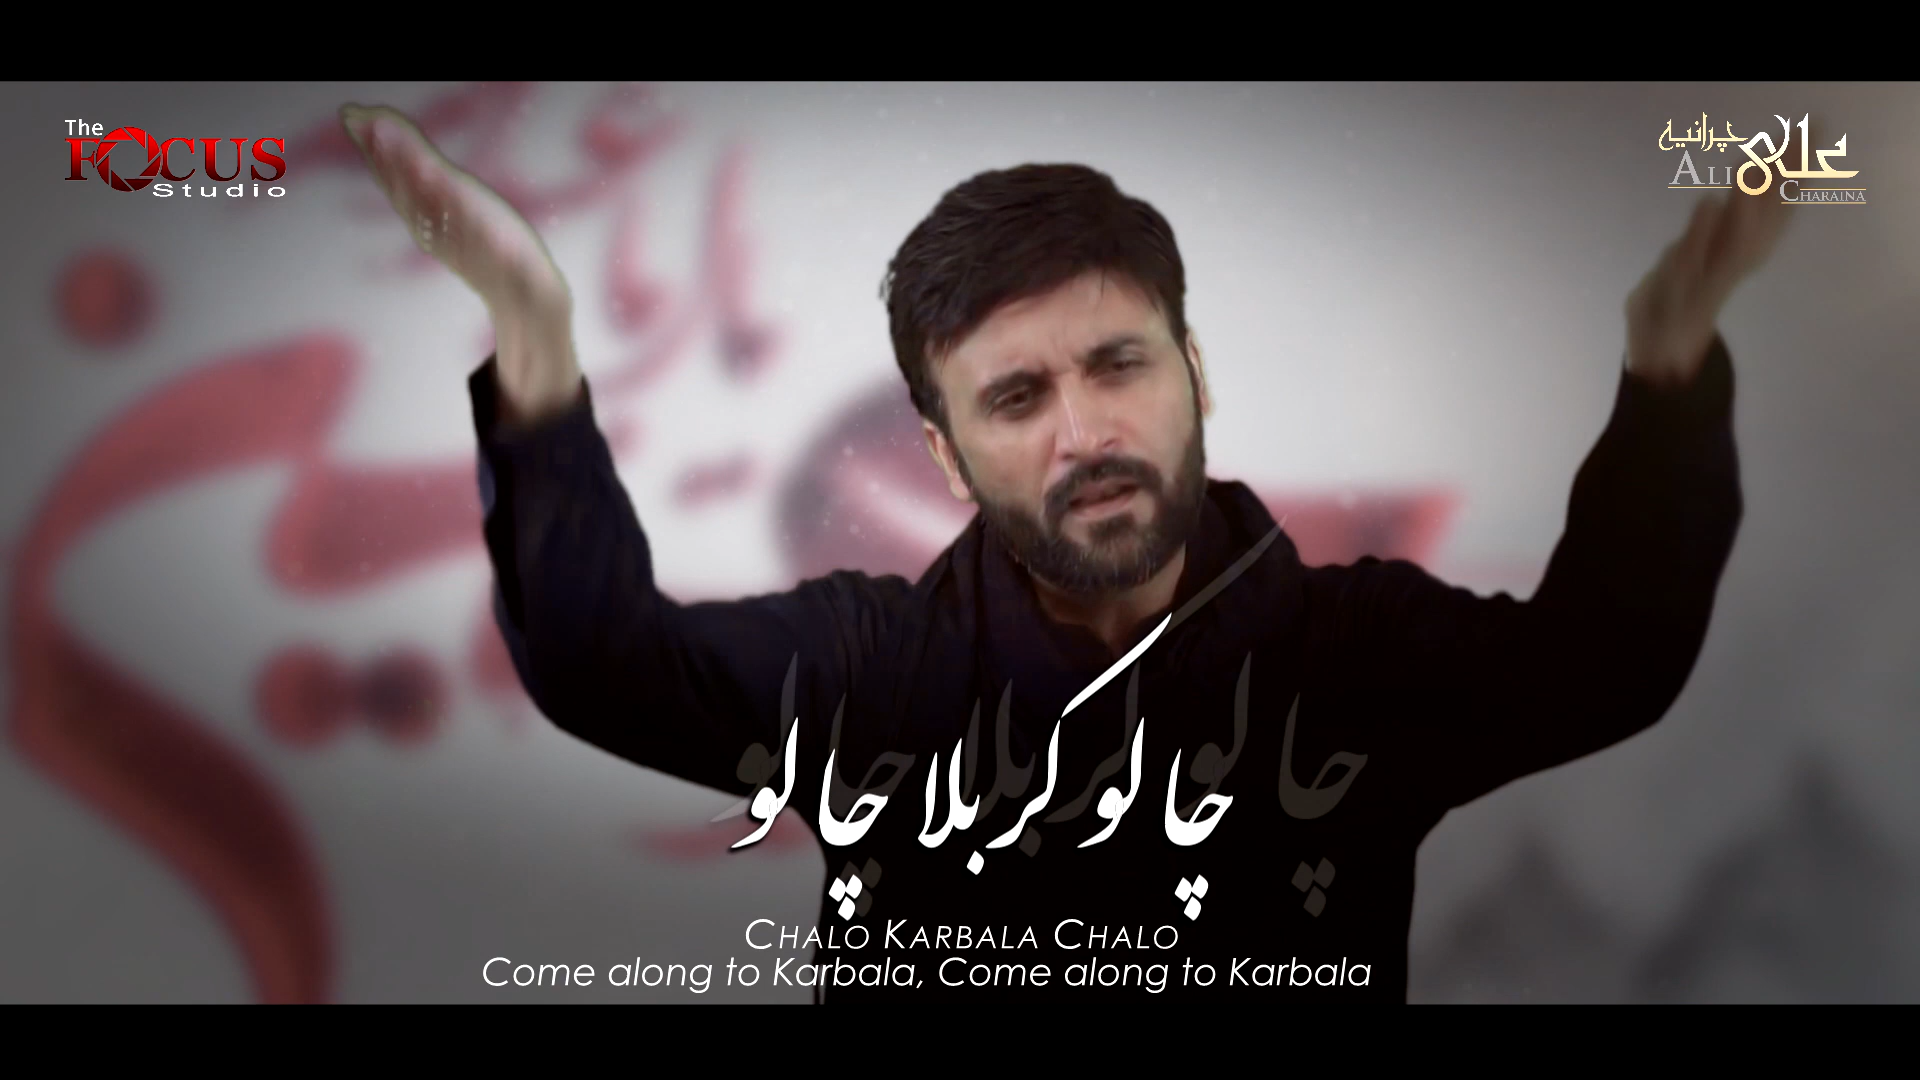 The
FOCUS
Studio
علی چرانیہ
ALI CHARAINA
چالو کربلا چالو
CHALO KARBALA CHALO
Come along to Karbala, Come along to Karbala